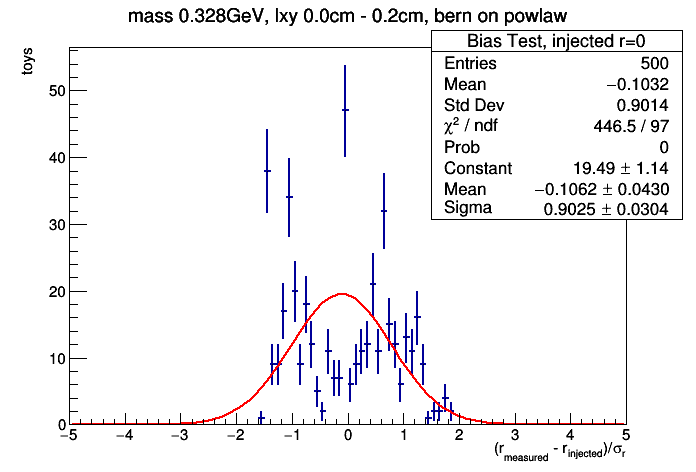 mass 0.328GeV, lxy 0.0cm - 0.2cm, bern on powlaw
Bias Test, injected r=0
Entries 500
Mean −0.1032
Std Dev 0.9014
χ² / ndf 446.5 / 97
Prob 0
Constant 19.49 ± 1.14
Mean −0.1062 ± 0.0430
Sigma 0.9025 ± 0.0304
toys
50
40
30
20
10
0
−5 −4 −3 −2 −1 0 1 2 3 4 5
(r_measured - r_injected)/σ_r